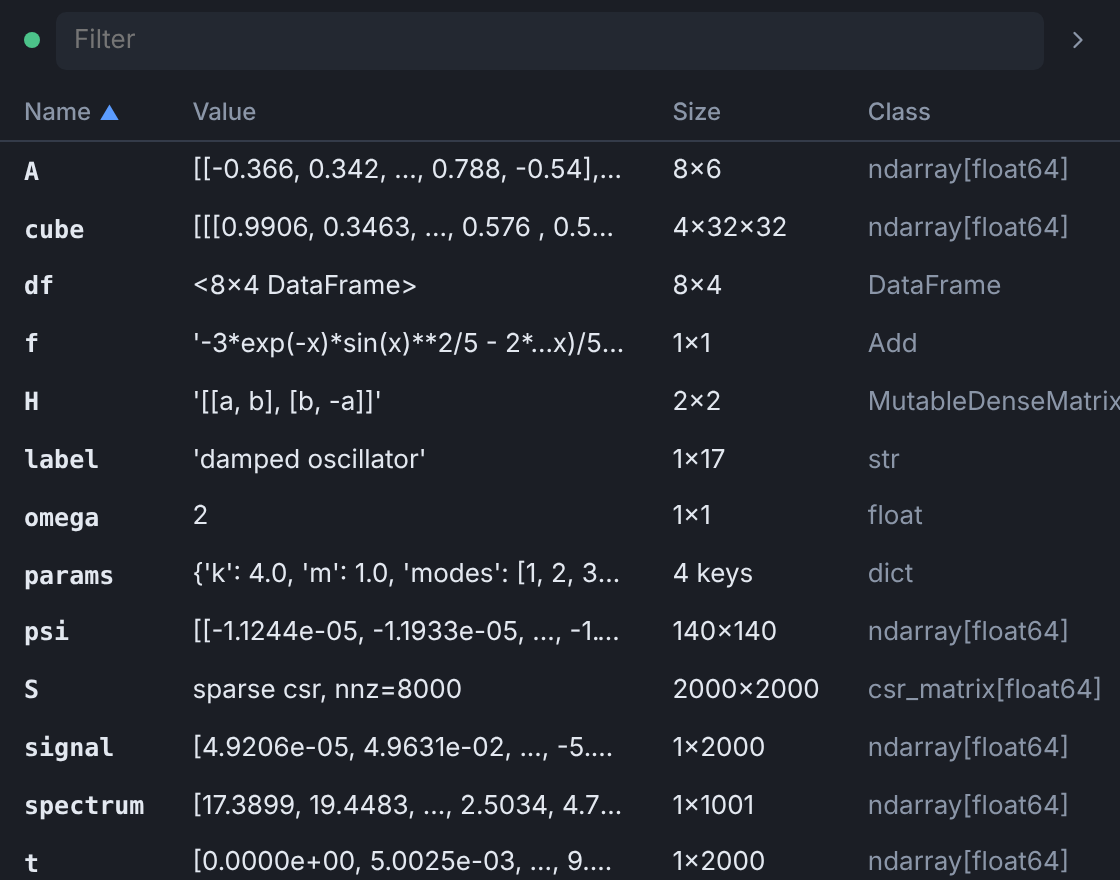 Filter
Name Value Size Class
A [[-0.366, 0.342, ..., 0.788, -0.54],... 8×6 ndarray[float64]
cube [[[0.9906, 0.3463, ..., 0.576 , 0.5... 4×32×32 ndarray[float64]
df <8×4 DataFrame> 8×4 DataFrame
f '-3*exp(-x)*sin(x)**2/5 - 2*...x)/5... 1×1 Add
H '[[a, b], [b, -a]]' 2×2 MutableDenseMatrix
label 'damped oscillator' 1×17 str
omega 2 1×1 float
params {'k': 4.0, 'm': 1.0, 'modes': [1, 2, 3... 4 keys dict
psi [[-1.1244e-05, -1.1933e-05, ..., -1.... 140×140 ndarray[float64]
S sparse csr, nnz=8000 2000×2000 csr_matrix[float64]
signal [4.9206e-05, 4.9631e-02, ..., -5.... 1×2000 ndarray[float64]
spectrum [17.3899, 19.4483, ..., 2.5034, 4.7... 1×1001 ndarray[float64]
t [0.0000e+00, 5.0025e-03, ..., 9.... 1×2000 ndarray[float64]